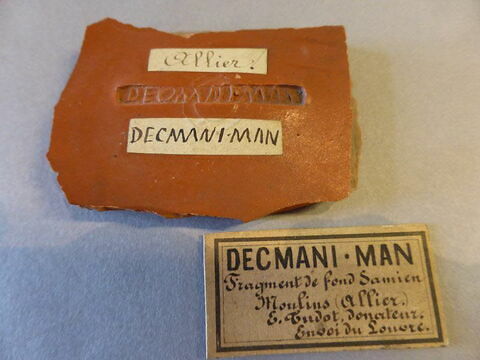 Allier.
DECMANI·MAN
DECMANI·MAN
DECMANI·MAN
Fragment de fond Samien
Moulins (Allier.)
E. Tudot, donateur.
Envoi du Louvre.